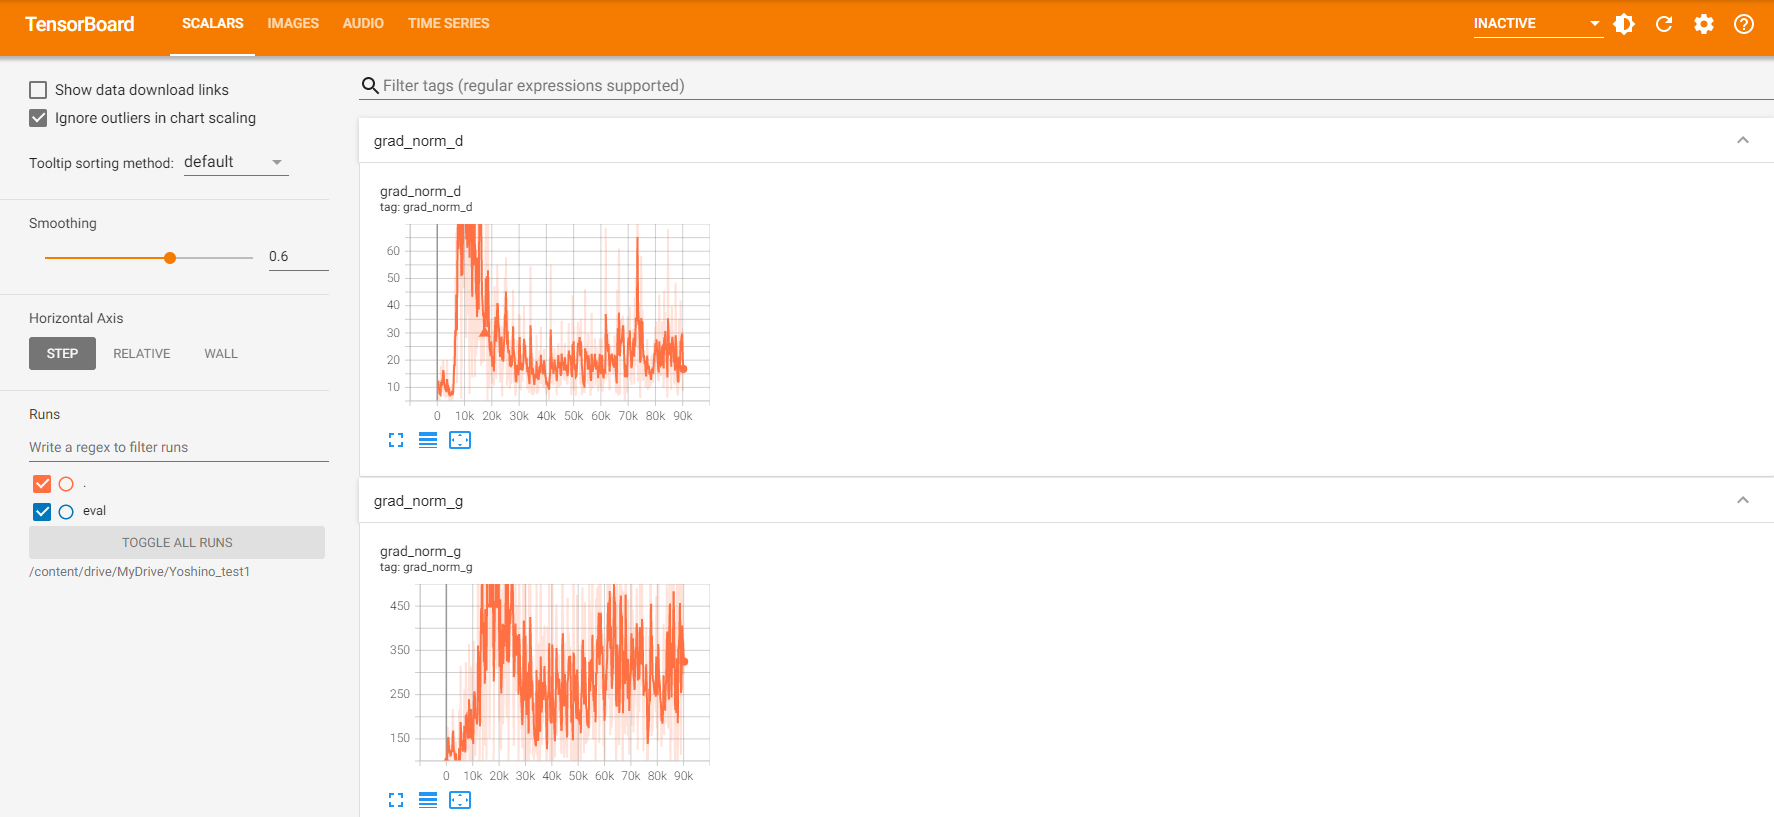 TensorBoard SCALARS IMAGES AUDIO TIME SERIES INACTIVE
Show data download links
Ignore outliers in chart scaling
Tooltip sorting method: default
Smoothing
0.6
Horizontal Axis
STEP RELATIVE WALL
Runs
Write a regex to filter runs
.
eval
TOGGLE ALL RUNS
/content/drive/MyDrive/Yoshino_test1
Filter tags (regular expressions supported)
grad_norm_d
grad_norm_d
tag: grad_norm_d
60
50
40
30
20
10
0 10k 20k 30k 40k 50k 60k 70k 80k 90k
grad_norm_g
grad_norm_g
tag: grad_norm_g
450
350
250
150
0 10k 20k 30k 40k 50k 60k 70k 80k 90k